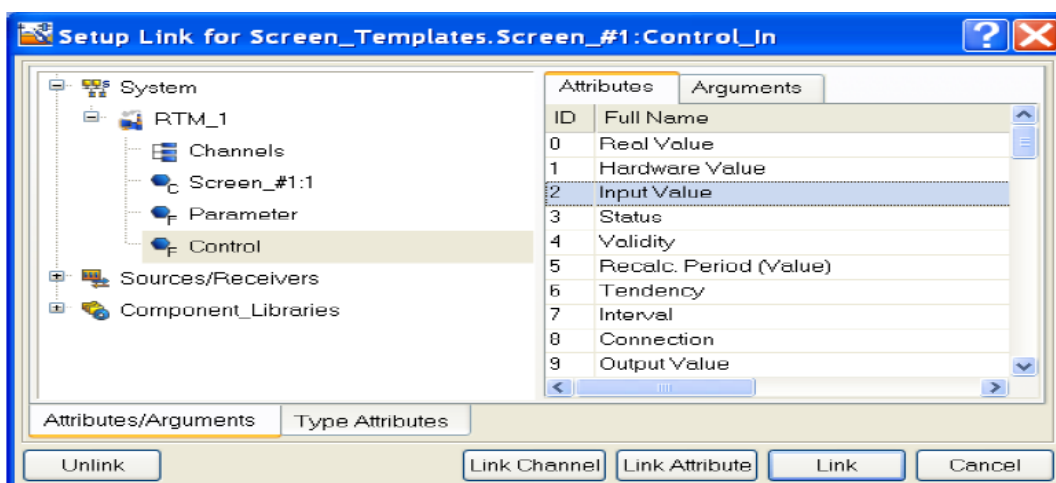 Setup Link for Screen_Templates.Screen_#1:Control_In
System
RTM_1
Channels
Screen_#1:1
Parameter
Control
Sources/Receivers
Component_Libraries
Attributes Arguments
ID Full Name
0 Real Value
1 Hardware Value
2 Input Value
3 Status
4 Validity
5 Recalc. Period (Value)
6 Tendency
7 Interval
8 Connection
9 Output Value
Attributes/Arguments Type Attributes
Unlink Link Channel Link Attribute Link Cancel